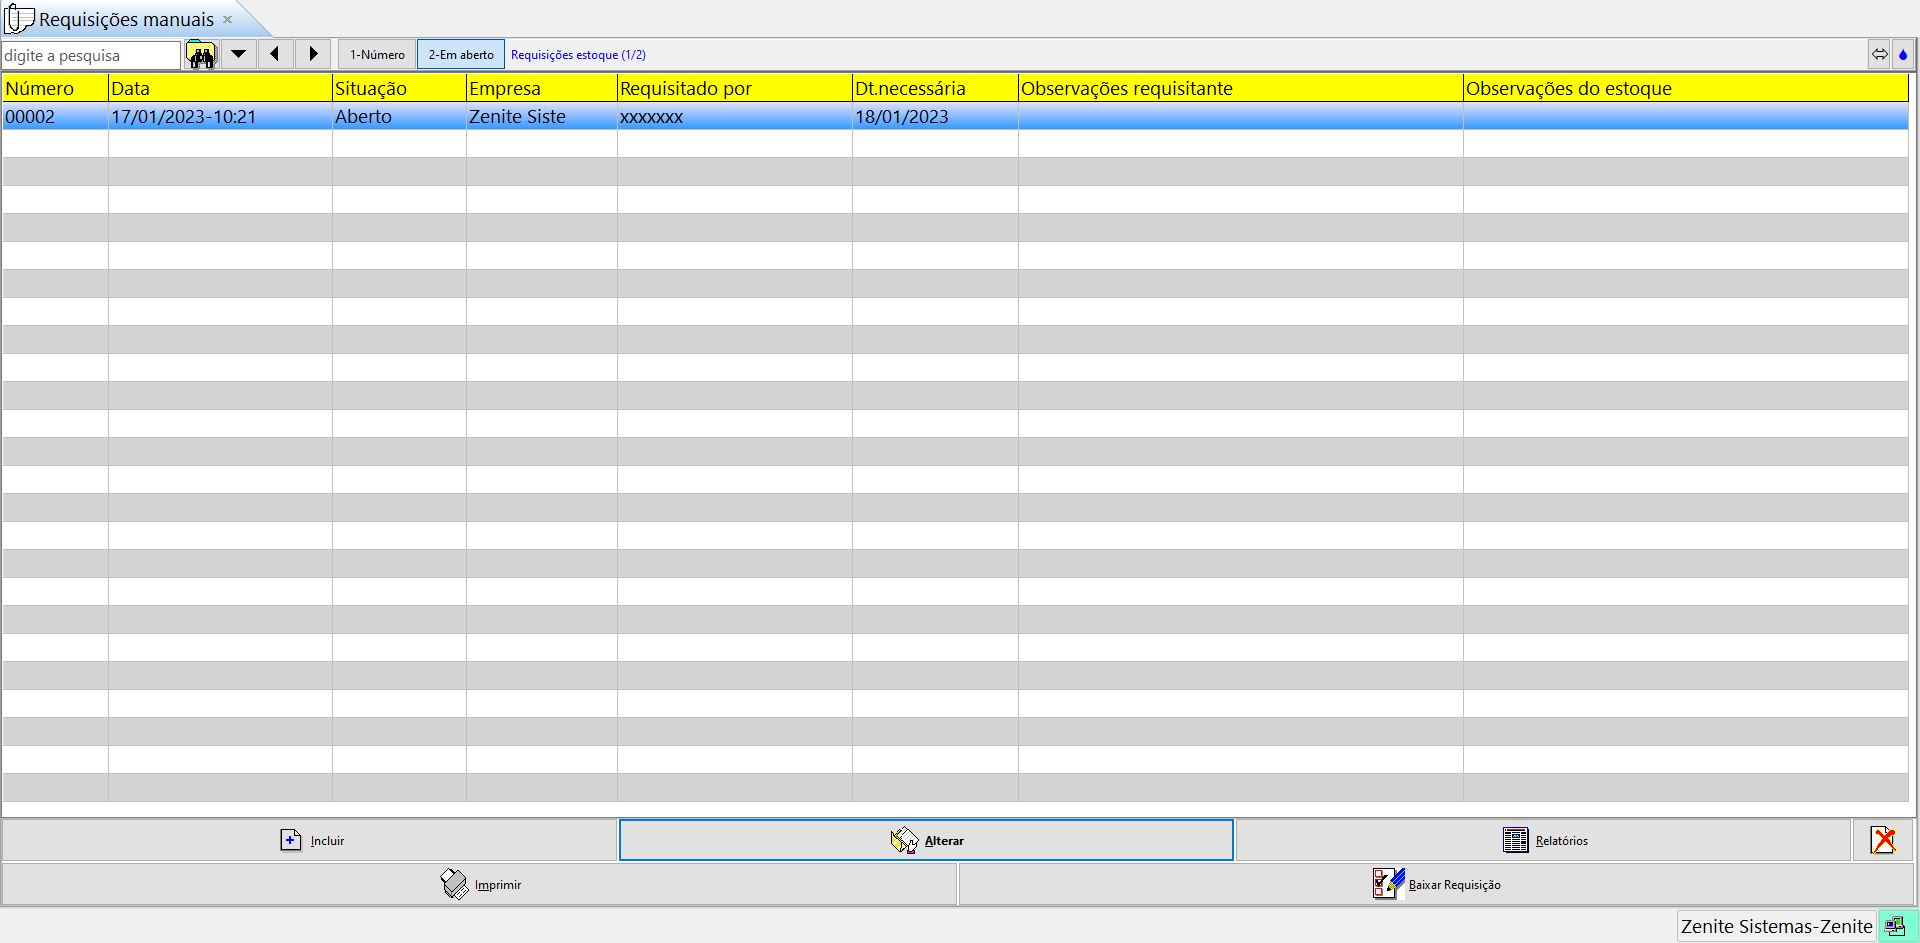 Requisições manuais
digite a pesquisa 1-Número 2-Em aberto Requisições estoque (1/2)
Número Data Situação Empresa Requisitado por Dt.necessária Observações requisitante Observações do estoque
00002 17/01/2023-10:21 Aberto Zenite Siste xxxxxxx 18/01/2023
Incluir Alterar Relatórios
Imprimir Baixar Requisição
Zenite Sistemas-Zenite